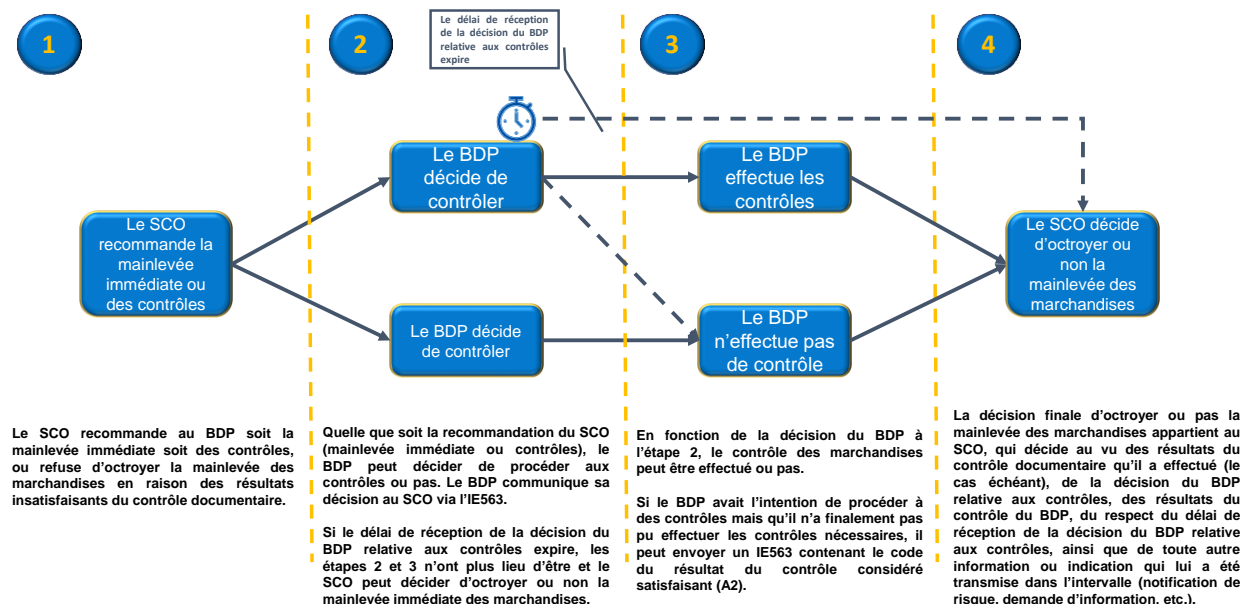 1
2
3
4
Le délai de réception
de la décision du BDP
relative aux contrôles
expire
Le SCO
recommande la
mainlevée
immédiate ou
des contrôles
Le BDP
décide de
contrôler
Le BDP décide
de contrôler
Le BDP
effectue les
contrôles
Le BDP
n’effectue pas
de contrôle
Le SCO décide
d’octroyer ou
non la
mainlevée des
marchandises
Le SCO recommande au BDP soit la
mainlevée immédiate soit des contrôles,
ou refuse d’octroyer la mainlevée des
marchandises en raison des résultats
insatisfaisants du contrôle documentaire.
Quelle que soit la recommandation du SCO
(mainlevée immédiate ou contrôles), le
BDP peut décider de procéder aux
contrôles ou pas. Le BDP communique sa
décision au SCO via l’IE563.
Si le délai de réception de la décision du
BDP relative aux contrôles expire, les
étapes 2 et 3 n’ont plus lieu d’être et le
SCO peut décider d’octroyer ou non la
mainlevée immédiate des marchandises.
En fonction de la décision du BDP à
l’étape 2, le contrôle des marchandises
peut être effectué ou pas.
Si le BDP avait l’intention de procéder à
des contrôles mais qu’il n’a finalement pas
pu effectuer les contrôles nécessaires, il
peut envoyer un IE563 contenant le code
du résultat du contrôle considéré
satisfaisant (A2).
La décision finale d’octroyer ou pas la
mainlevée des marchandises appartient au
SCO, qui décide au vu des résultats du
contrôle documentaire qu’il a effectué (le
cas échéant), de la décision du BDP
relative aux contrôles, des résultats du
contrôle du BDP, du respect du délai de
réception de la décision du BDP relative
aux contrôles, ainsi que de toute autre
information ou indication qui lui a été
transmise dans l’intervalle (notification de
risque, demande d’information, etc.).